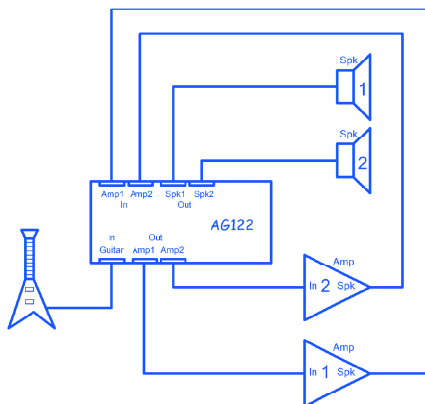 Spk
1
Spk
2
Amp1 Amp2 Spk1 Spk2
In Out
AG122
In Out
Guitar Amp1 Amp2
Amp
In 2 Spk
Amp
In 1 Spk